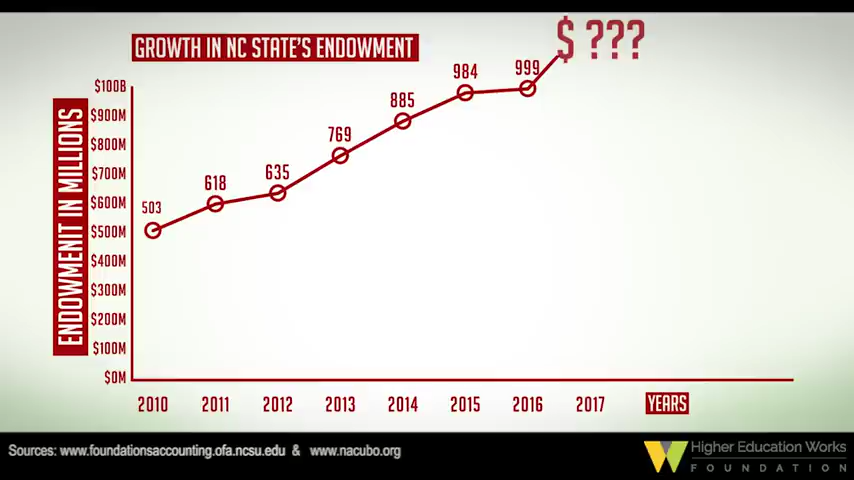 GROWTH IN NC STATE'S ENDOWMENT
$ ???
ENDOWMENIT IN MILLIONS
$100B
$900M
$800M
$700M
$600M
$500M
$400M
$300M
$200M
$100M
$0M
503
618
635
769
885
984
999
2010 2011 2012 2013 2014 2015 2016 2017 YEARS
Sources: www.foundationsaccounting.ofa.ncsu.edu & www.nacubo.org
Higher Education Works
FOUNDATION